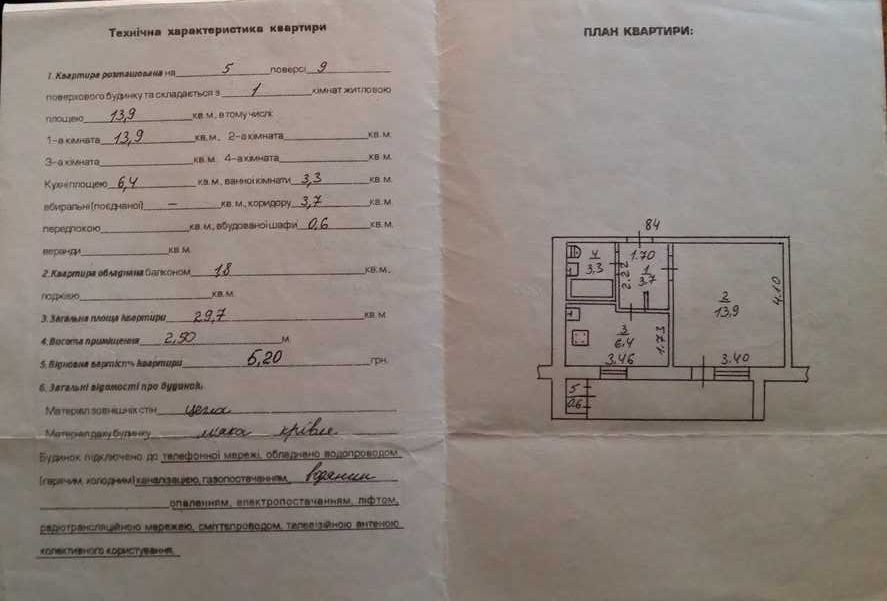 Технічна характеристика квартири
1. Квартира розташована на 5 поверсі 9
поверхового будинку та складається з 1 кімнат житловою
площею 13,9 кв.м, в тому числі:
1-а кімната 13,9 кв.м, 2-а кімната кв.м.
3-а кімната кв.м. 4-а кімната кв.м.
Кухні площею 6,4 кв.м, ванної кімнати 3,3 кв.м.
вбиральні (поєднаної) – кв.м., коридору 3,7 кв.м.
передпокою кв.м, вбудованої шафи 0,6 кв.м.
веранди кв.м.
2. Квартира обладнана балконом 1,8 кв.м.,
лоджією кв.м.
3. Загальна площа квартири 29,7 кв.м.
4. Висота приміщення 2,50 м.
5. Відновна вартість квартири 5,20 грн.
6. Загальні відомості про будинок:
Матеріал зовнішніх стін цегла
Матеріал даху будинку мяка крівля
Будинок підключено до телефонної мережі, обладнано водопроводом
(гарячим, холодним) каналізацією, газопостачанням, водяним
опаленням, електропостачанням, ліфтом,
радіотрансляційною мережею, сміттєпроводом, телевізійною антеною
колективного користування.
ПЛАН КВАРТИРИ:
84
4
3.3
1.70
2.22
1
3.7
2
13,9
4.10
3
6.4
1.73
3.46
3.40
5
0.6